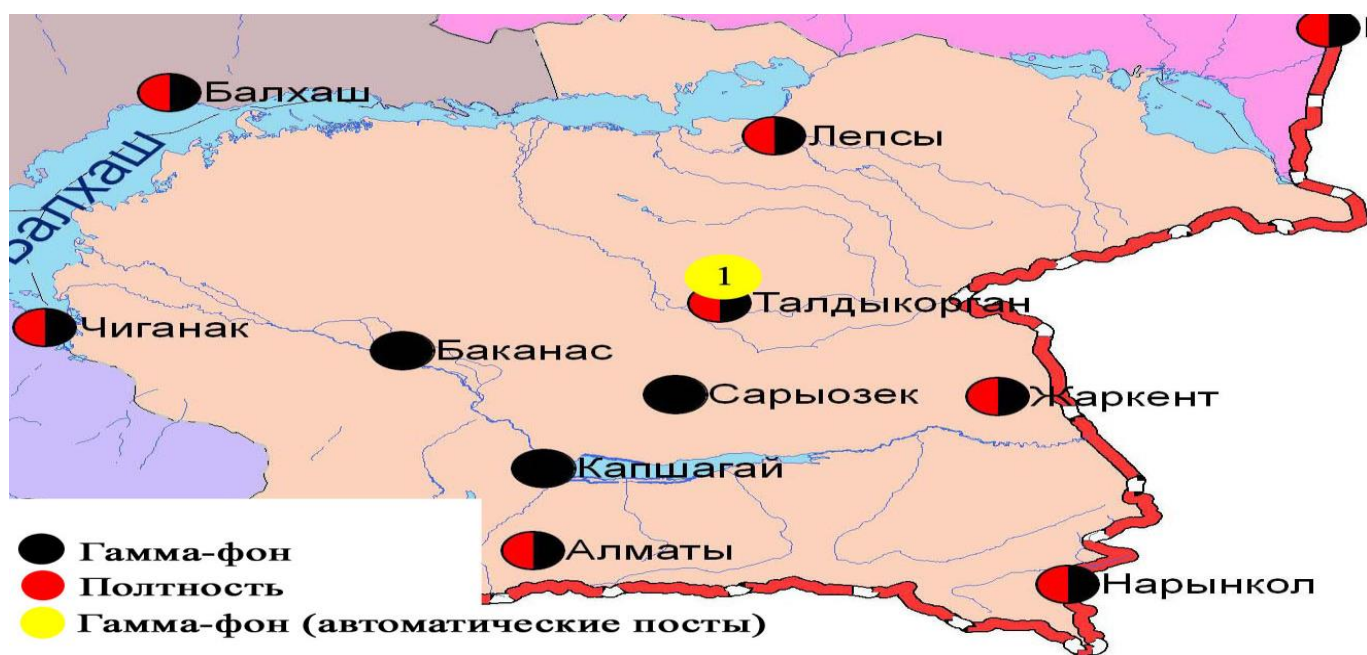 Балхаш
Лепсы
Балхаш
1
Талдыкорган
Чиганак
Баканас
Сарыозек
Жаркент
Капшагай
Алматы
Нарынкол
Гамма-фон
Полтность
Гамма-фон (автоматические посты)